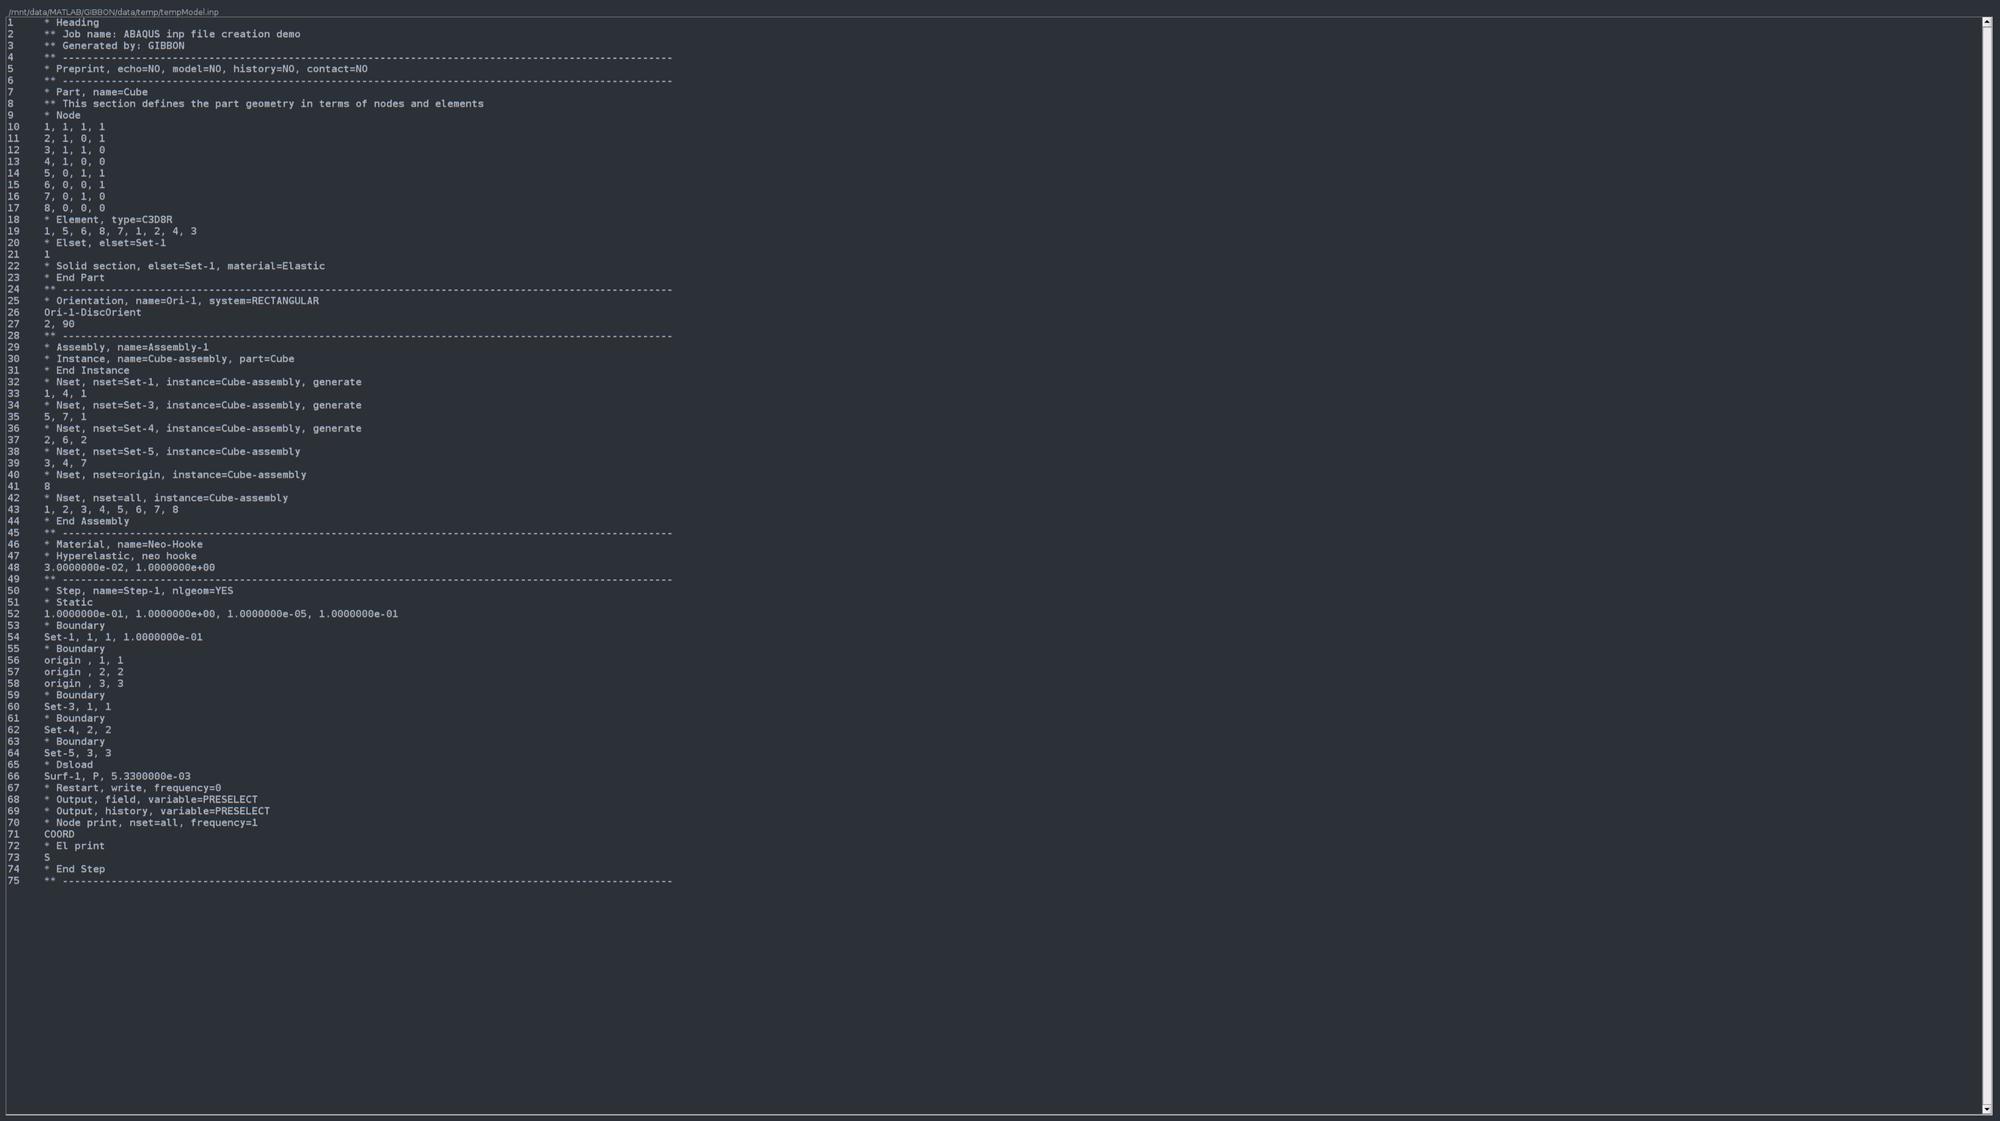 /mnt/data/MATLAB/GIBBON/data/temp/tempModel.inp
1 * Heading
2 ** Job name: ABAQUS inp file creation demo
3 ** Generated by: GIBBON
4 ** ----------------------------------------------------------------------------------------------------
5 * Preprint, echo=NO, model=NO, history=NO, contact=NO
6 ** ----------------------------------------------------------------------------------------------------
7 * Part, name=Cube
8 ** This section defines the part geometry in terms of nodes and elements
9 * Node
10 1, 1, 1, 1
11 2, 1, 0, 1
12 3, 1, 1, 0
13 4, 1, 0, 0
14 5, 0, 1, 1
15 6, 0, 0, 1
16 7, 0, 1, 0
17 8, 0, 0, 0
18 * Element, type=C3D8R
19 1, 5, 6, 8, 7, 1, 2, 4, 3
20 * Elset, elset=Set-1
21 1
22 * Solid section, elset=Set-1, material=Elastic
23 * End Part
24 ** ----------------------------------------------------------------------------------------------------
25 * Orientation, name=Ori-1, system=RECTANGULAR
26 Ori-1-DiscOrient
27 2, 90
28 ** ----------------------------------------------------------------------------------------------------
29 * Assembly, name=Assembly-1
30 * Instance, name=Cube-assembly, part=Cube
31 * End Instance
32 * Nset, nset=Set-1, instance=Cube-assembly, generate
33 1, 4, 1
34 * Nset, nset=Set-3, instance=Cube-assembly, generate
35 5, 7, 1
36 * Nset, nset=Set-4, instance=Cube-assembly, generate
37 2, 6, 2
38 * Nset, nset=Set-5, instance=Cube-assembly
39 3, 4, 7
40 * Nset, nset=origin, instance=Cube-assembly
41 8
42 * Nset, nset=all, instance=Cube-assembly
43 1, 2, 3, 4, 5, 6, 7, 8
44 * End Assembly
45 ** ----------------------------------------------------------------------------------------------------
46 * Material, name=Neo-Hooke
47 * Hyperelastic, neo hooke
48 3.0000000e-02, 1.0000000e+00
49 ** ----------------------------------------------------------------------------------------------------
50 * Step, name=Step-1, nlgeom=YES
51 * Static
52 1.0000000e-01, 1.0000000e+00, 1.0000000e-05, 1.0000000e-01
53 * Boundary
54 Set-1, 1, 1, 1.0000000e-01
55 * Boundary
56 origin , 1, 1
57 origin , 2, 2
58 origin , 3, 3
59 * Boundary
60 Set-3, 1, 1
61 * Boundary
62 Set-4, 2, 2
63 * Boundary
64 Set-5, 3, 3
65 * Dsload
66 Surf-1, P, 5.3300000e-03
67 * Restart, write, frequency=0
68 * Output, field, variable=PRESELECT
69 * Output, history, variable=PRESELECT
70 * Node print, nset=all, frequency=1
71 COORD
72 * El print
73 S
74 * End Step
75 ** ----------------------------------------------------------------------------------------------------